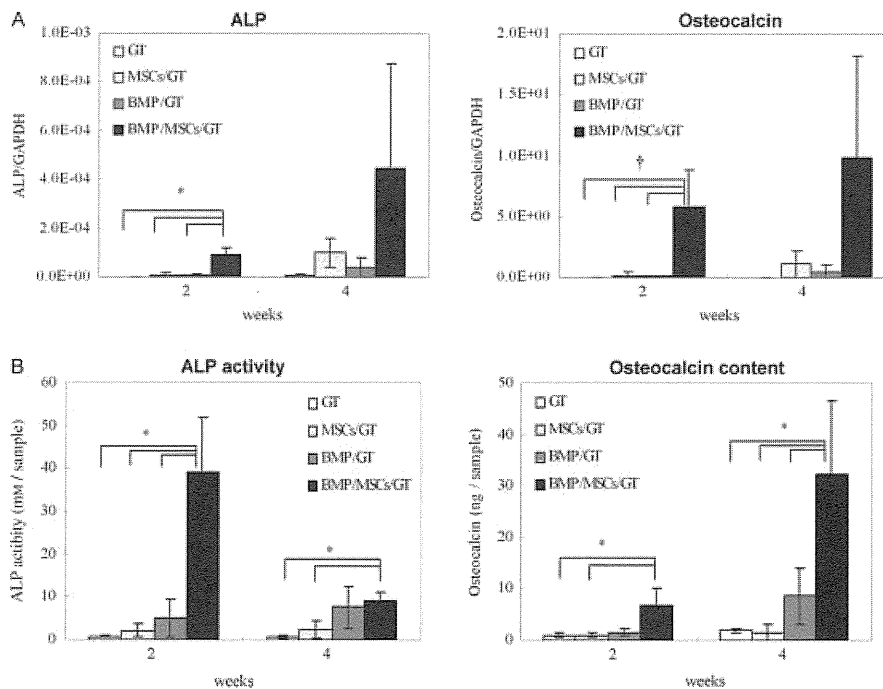 A
ALP
1.0E-03
8.0E-04
6.0E-04
4.0E-04
2.0E-04
0.0E+00
ALP/GAPDH
GT
MSCs/GT
BMP/GT
BMP/MSCs/GT
*
2
4
weeks
Osteocalcin
2.0E+01
1.5E+01
1.0E+01
5.0E+00
0.0E+00
Osteocalcin/GAPDH
GT
MSCs/GT
BMP/GT
BMP/MSCs/GT
†
2
4
weeks
B
ALP activity
60
50
40
30
20
10
0
ALP actibity (mM / sample)
GT
MSCs/GT
BMP/GT
BMP/MSCs/GT
*
*
2
4
weeks
Osteocalcin content
50
40
30
20
10
0
Osteocalcin (ng / sample)
GT
MSCs/GT
BMP/GT
BMP/MSCs/GT
*
*
2
4
weeks